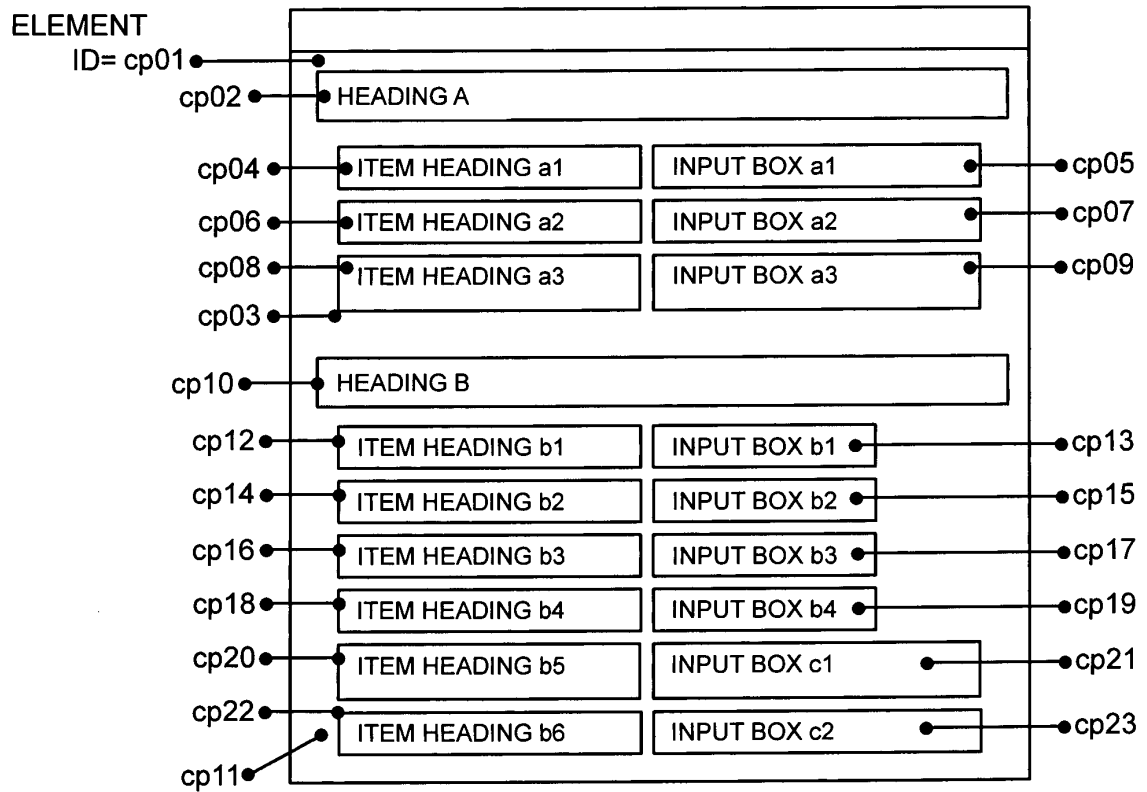 ELEMENT
ID= cp01
cp02 HEADING A
cp04 ITEM HEADING a1 INPUT BOX a1 cp05
cp06 ITEM HEADING a2 INPUT BOX a2 cp07
cp08 ITEM HEADING a3 INPUT BOX a3 cp09
cp03
cp10 HEADING B
cp12 ITEM HEADING b1 INPUT BOX b1 cp13
cp14 ITEM HEADING b2 INPUT BOX b2 cp15
cp16 ITEM HEADING b3 INPUT BOX b3 cp17
cp18 ITEM HEADING b4 INPUT BOX b4 cp19
cp20 ITEM HEADING b5 INPUT BOX c1 cp21
cp22 ITEM HEADING b6 INPUT BOX c2 cp23
cp11